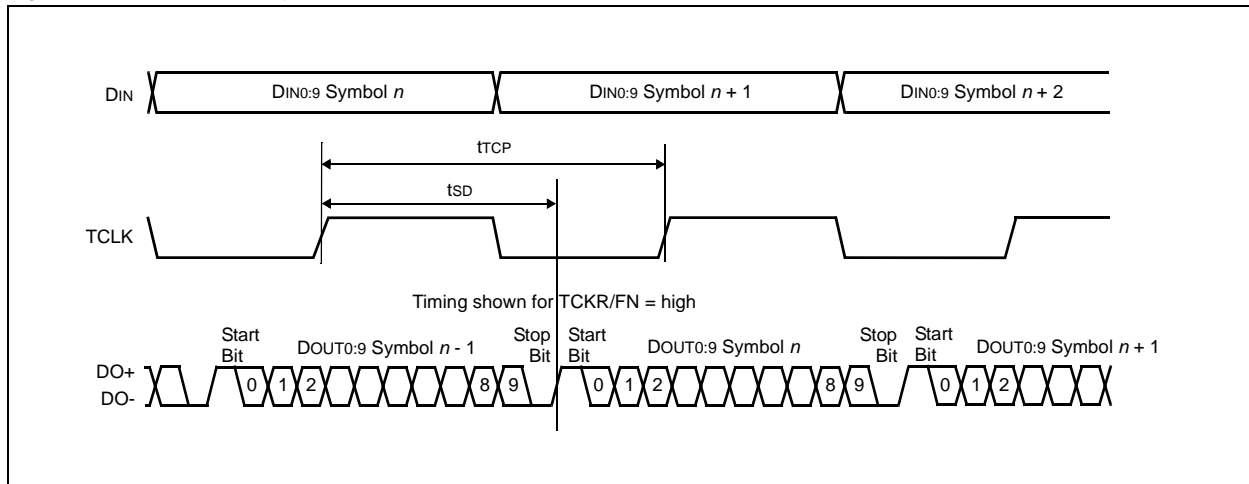 DIN
DIN0:9 Symbol n
DIN0:9 Symbol n + 1
DIN0:9 Symbol n + 2
tTCP
tSD
TCLK
Timing shown for TCKR/FN = high
Start Bit
DOUT0:9 Symbol n - 1
Stop Bit
Start Bit
DOUT0:9 Symbol n
Stop Bit
Start Bit
DOUT0:9 Symbol n + 1
DO+
DO-
0 1 2 8 9
0 1 2 8 9
0 1 2